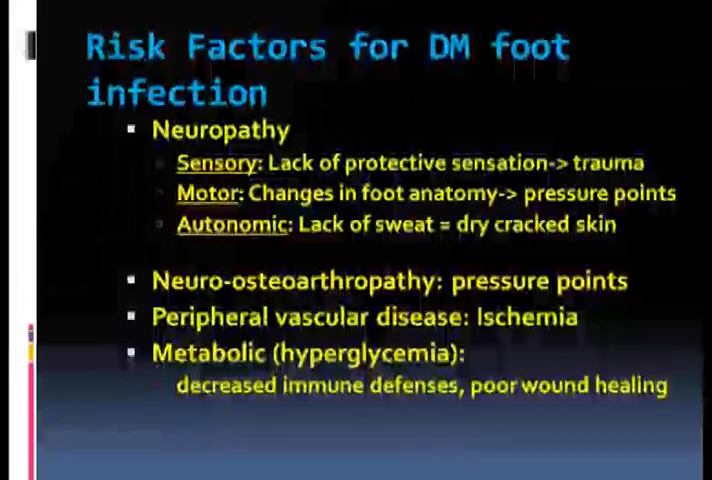 Risk Factors for DM foot
infection
Neuropathy
Sensory: Lack of protective sensation-> trauma
Motor: Changes in foot anatomy-> pressure points
Autonomic: Lack of sweat = dry cracked skin
Neuro-osteoarthropathy: pressure points
Peripheral vascular disease: Ischemia
Metabolic (hyperglycemia):
decreased immune defenses, poor wound healing